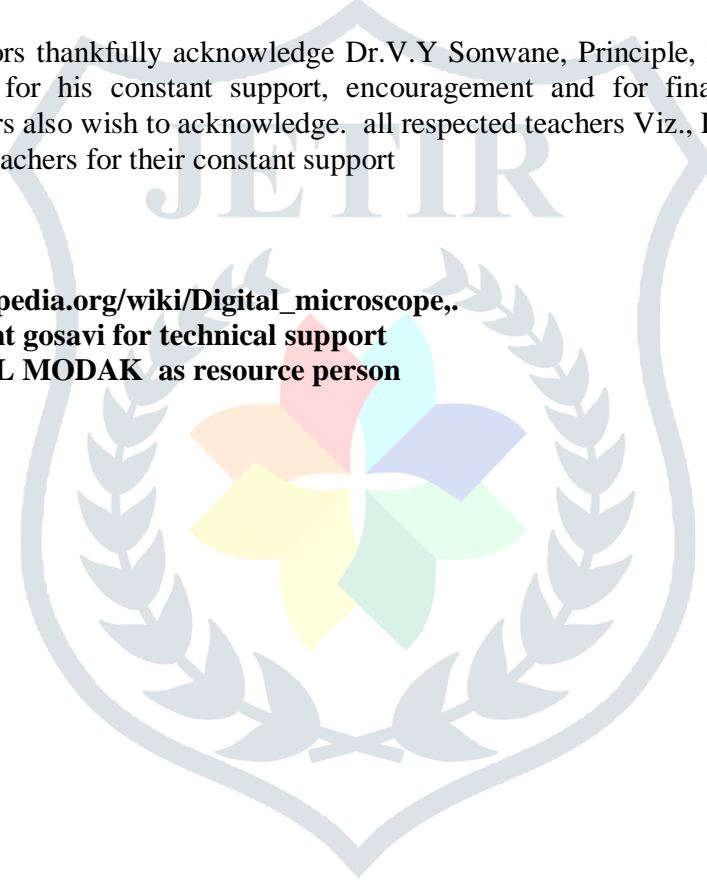 ors thankfully acknowledge Dr.V.Y Sonwane, Principle,
for his constant support, encouragement and for fina
rs also wish to acknowledge. all respected teachers Viz.,
achers for their constant support
JETIR
pedia.org/wiki/Digital_microscope,.
nt gosavi for technical support
L MODAK as resource person